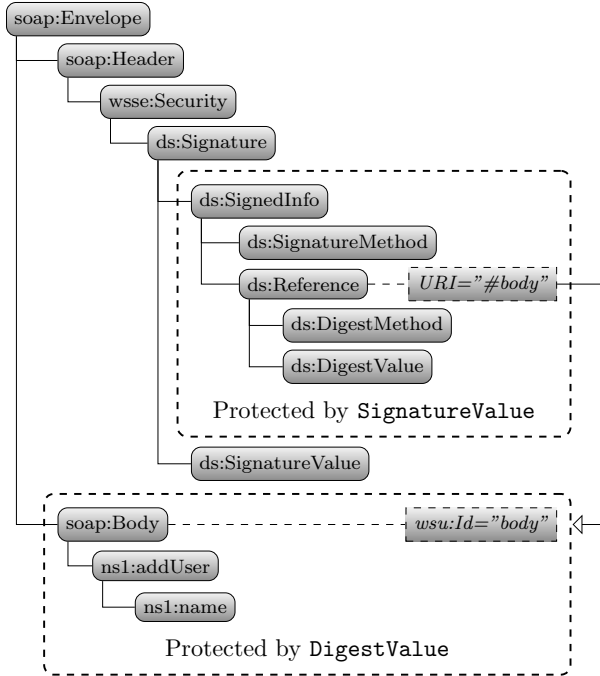 soap:Envelope
soap:Header
wsse:Security
ds:Signature
ds:SignedInfo
ds:SignatureMethod
ds:Reference URI="#body"
ds:DigestMethod
ds:DigestValue
Protected by SignatureValue
ds:SignatureValue
soap:Body wsu:Id="body"
ns1:addUser
ns1:name
Protected by DigestValue